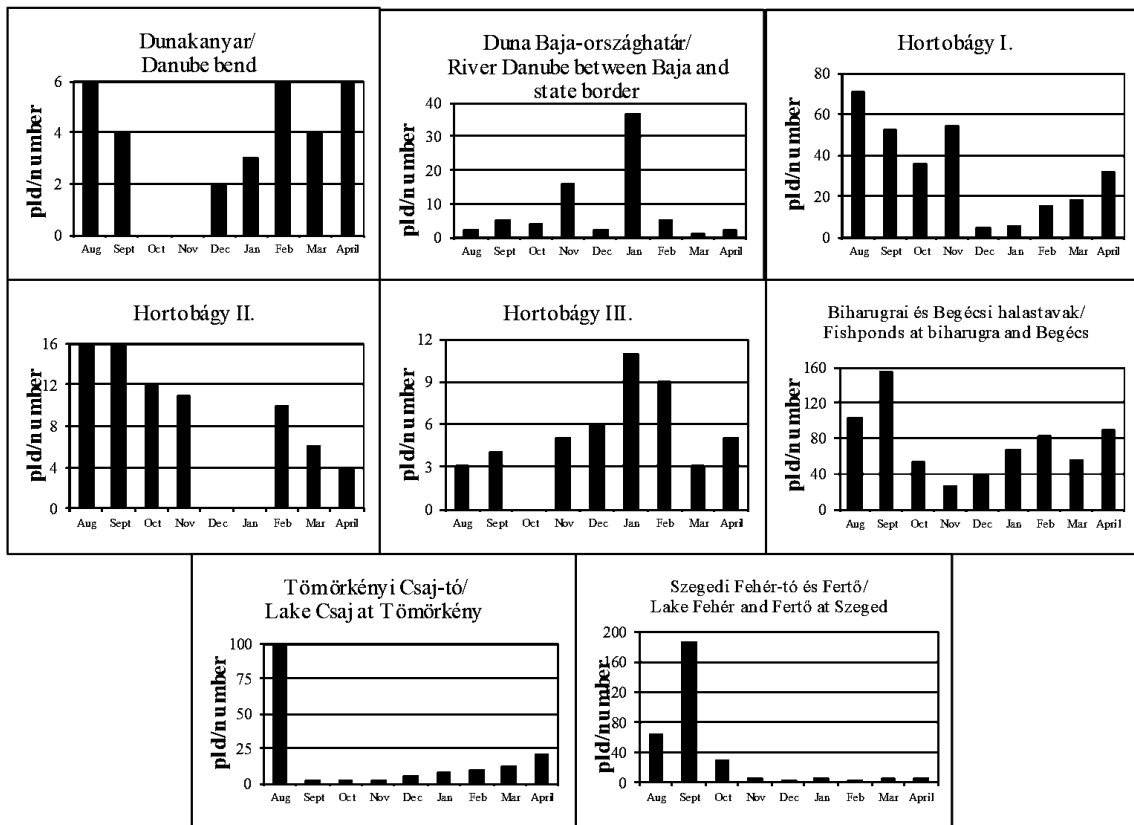 Dunakanyar/
Danube bend
pld/number
6
4
2
0
Aug Sept Oct Nov Dec Jan Feb Mar April
Duna Baja-országhatár/
River Danube between Baja and
state border
pld/number
40
30
20
10
0
Aug Sept Oct Nov Dec Jan Feb Mar April
Hortobágy I.
pld/number
80
60
40
20
0
Aug Sept Oct Nov Dec Jan Feb Mar April
Hortobágy II.
pld/number
16
12
8
4
0
Aug Sept Oct Nov Dec Jan Feb Mar April
Hortobágy III.
pld/number
12
9
6
3
0
Aug Sept Oct Nov Dec Jan Feb Mar April
Biharugrai és Begécsi halastavak/
Fishponds at biharugra and Begécs
pld/number
160
120
80
40
0
Aug Sept Oct Nov Dec Jan Feb Mar April
Tömörkényi Csaj-tó/
Lake Csaj at Tömörkény
pld/number
100
75
50
25
0
Aug Sept Oct Nov Dec Jan Feb Mar April
Szegedi Fehér-tó és Fertő/
Lake Fehér and Fertő at Szeged
pld/number
200
160
120
80
40
0
Aug Sept Oct Nov Dec Jan Feb Mar April